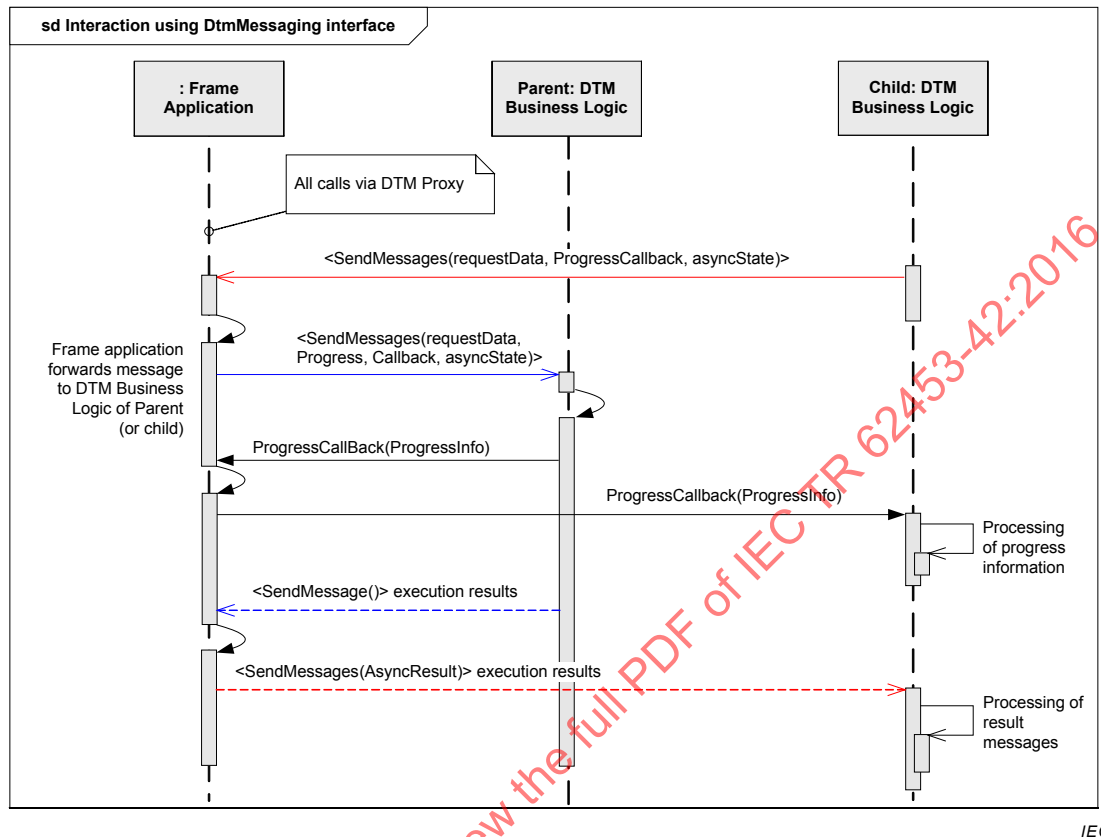 sd Interaction using DtmMessaging interface
: Frame
Application
Parent: DTM
Business Logic
Child: DTM
Business Logic
All calls via DTM Proxy
<SendMessages(requestData, ProgressCallback, asyncState)>
<SendMessages(requestData,
Progress, Callback, asyncState)>
Frame application
forwards message
to DTM Business
Logic of Parent
(or child)
ProgressCallBack(ProgressInfo)
ProgressCallback(ProgressInfo)
Processing
of progress
information
<SendMessage()> execution results
<SendMessages(AsyncResult)> execution results
Processing of
result
messages
the full PDF of IEC TR 62453-42:2016